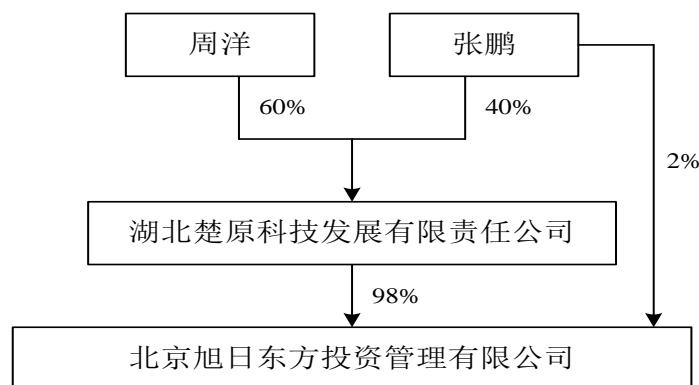 周洋
张鹏
60%
40%
2%
湖北楚原科技发展有限责任公司
98%
北京旭日东方投资管理有限公司